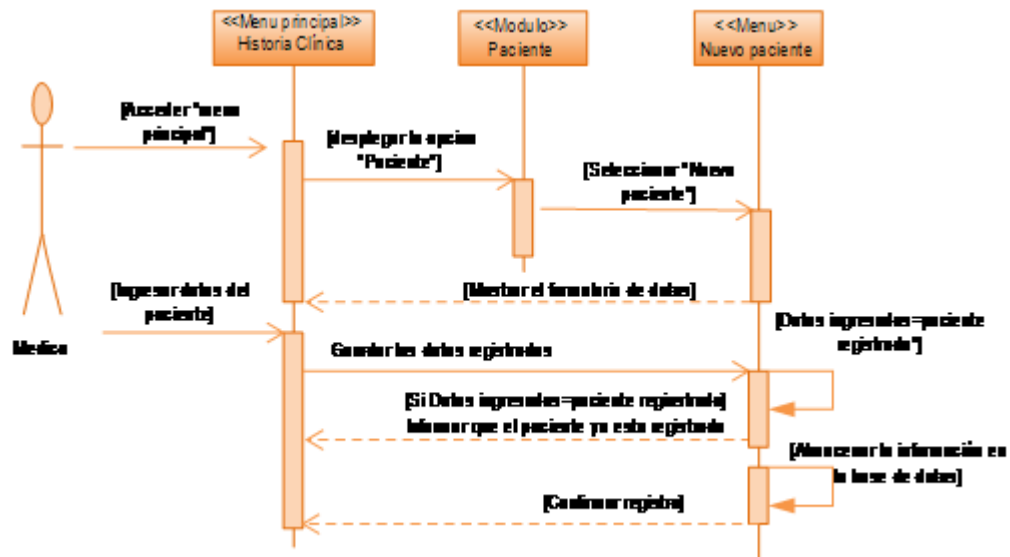 <<Menu principal>>
Historia Clínica
<<Modulo>>
Paciente
<<Menu>>
Nuevo paciente
[Acceder "menu
principal"]
[desplegar la opcion
"Paciente"]
[Seleccionar "Nuevo
paciente"]
[Mostrar el formulario de datos]
[Ingresar datos del
paciente]
Medico
[Datos ingresados=paciente
registrado"]
Guardar los datos registrados
[Si Datos ingresados=paciente registrado]
Informar que el paciente ya esta registrado
[Almacenar la información en
la base de datos]
[Confirmar registro]